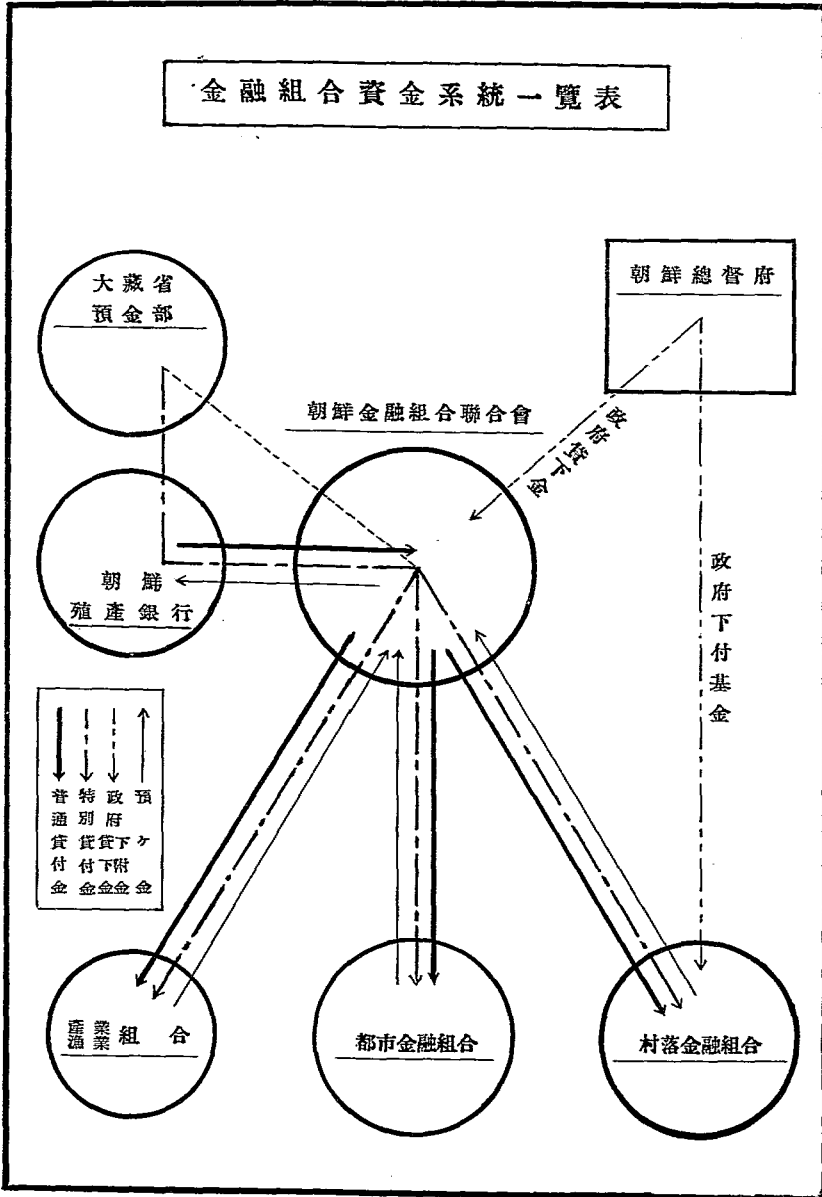 金融組合資金系統一覽表
大藏省
預金部
朝鮮總督府
朝鮮金融組合聯合會
政府貸下金
朝鮮
殖產銀行
政府下付基金
普通貸付金
特別貸付金
政府貸下金下附金
預ケ金
產業漁業組合
都市金融組合
村落金融組合